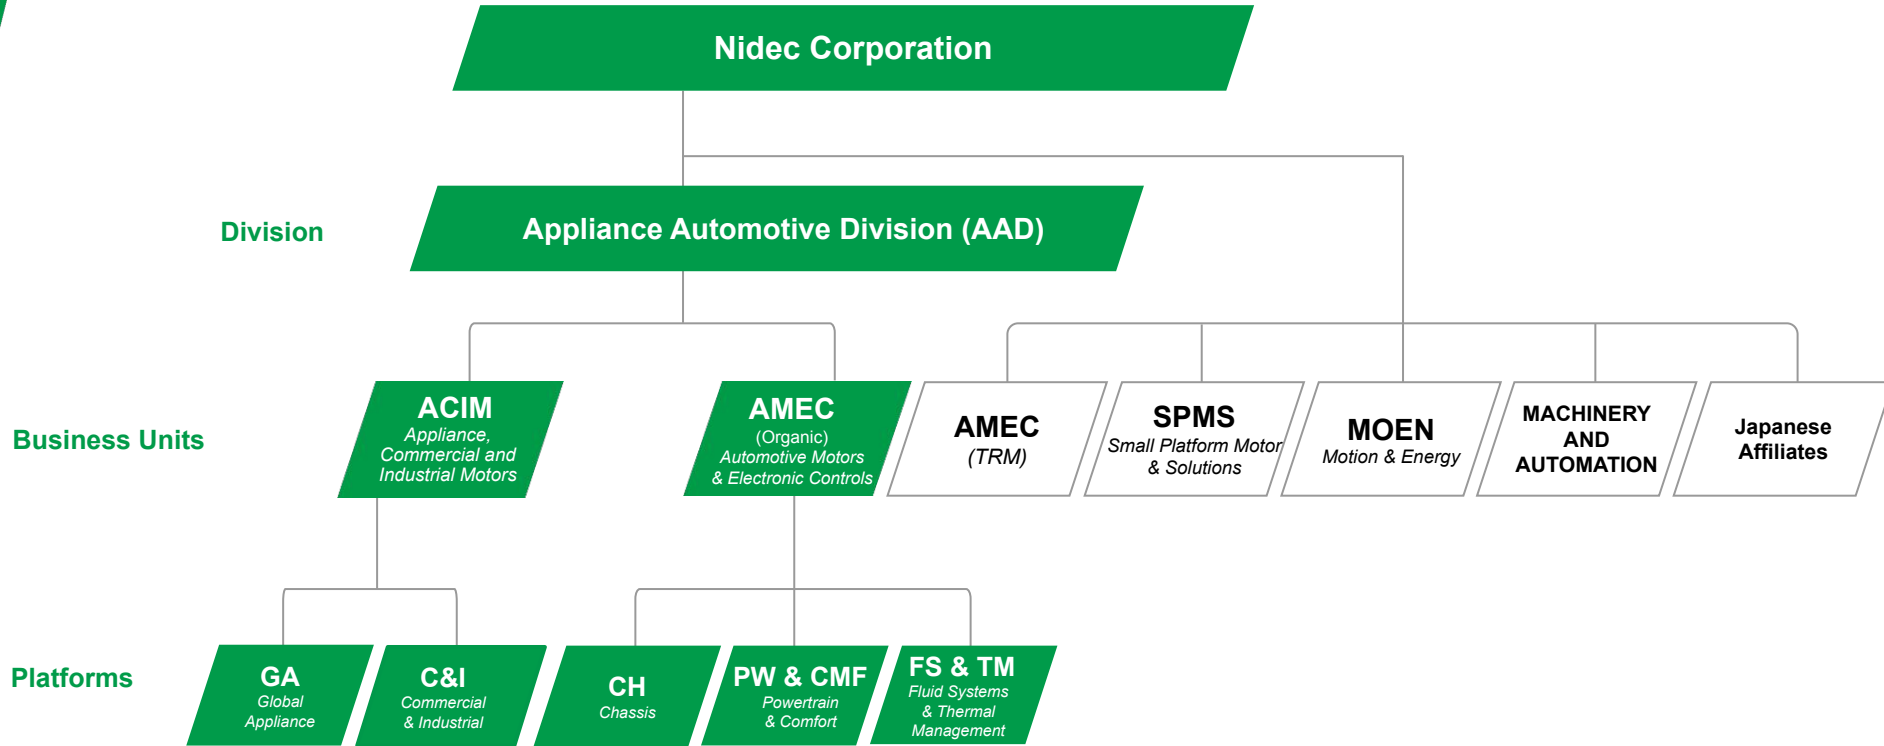 Nidec Corporation
Division
Appliance Automotive Division (AAD)
Business Units
ACIM
Appliance,
Commercial and
Industrial Motors
AMEC
(Organic)
Automotive Motors
& Electronic Controls
AMEC
(TRM)
SPMS
Small Platform Motor
& Solutions
MOEN
Motion & Energy
MACHINERY
AND
AUTOMATION
Japanese
Affiliates
Platforms
GA
Global
Appliance
C&I
Commercial
& Industrial
CH
Chassis
PW & CMF
Powertrain
& Comfort
FS & TM
Fluid Systems
& Thermal
Management